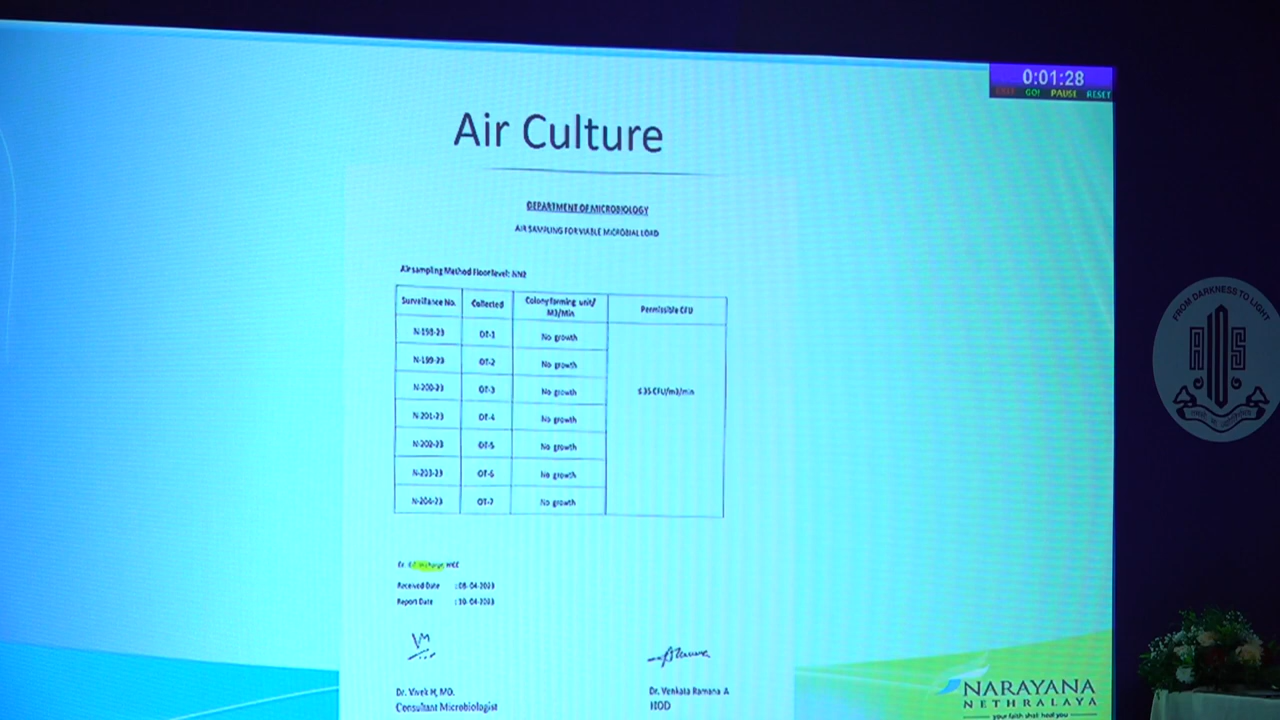 0:01:28
EXIT GO! PAUSE RESET
Air Culture
DEPARTMENT OF MICROBIOLOGY
AIR SAMPLING FOR VIABLE MICROBIAL LOAD
Air sampling Method Floor level: NN2
Surveillance No. Collected Colony forming unit/ M3/Min Permissible CFU
N-198-23 OT-1 No growth
N-199-23 OT-2 No growth
N-200-23 OT-3 No growth ≤ 35 CFU/m3/min
N-201-23 OT-4 No growth
N-202-23 OT-5 No growth
N-203-23 OT-6 No growth
N-204-23 OT-7 No growth
Received Date : 08-04-2023
Report Date : 10-04-2023
Dr. Vivek H, MD. Dr. Venkata Ramana A
Consultant Microbiologist HOD
NARAYANA
NETHRALAYA
your faith shall heal you
FROM DARKNESS TO LIGHT
AIOS